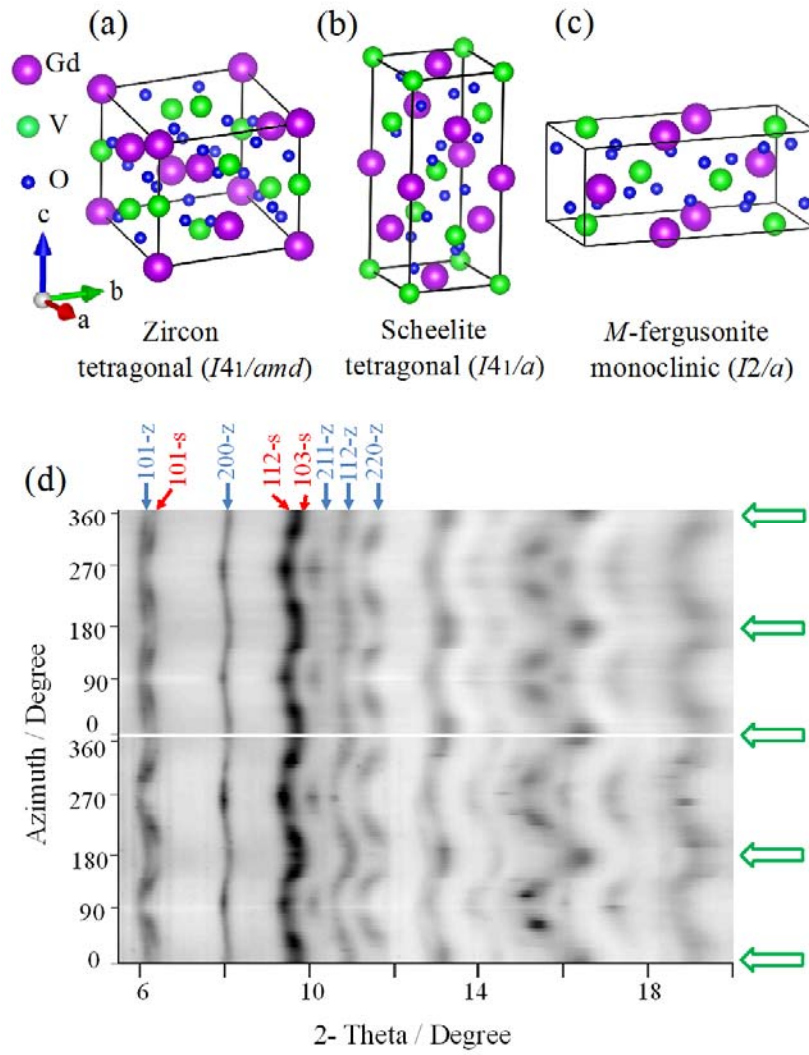 (a)
(b)
(c)
Gd
V
O
c
b
a
Zircon
tetragonal (I41/amd)
Scheelite
tetragonal (I41/a)
M-fergusonite
monoclinic (I2/a)
(d)
101-z
101-s
200-z
112-s
103-s
211-z
112-z
220-z
360
270
180
90
0
360
270
180
90
0
Azimuth / Degree
6
10
14
18
2- Theta / Degree